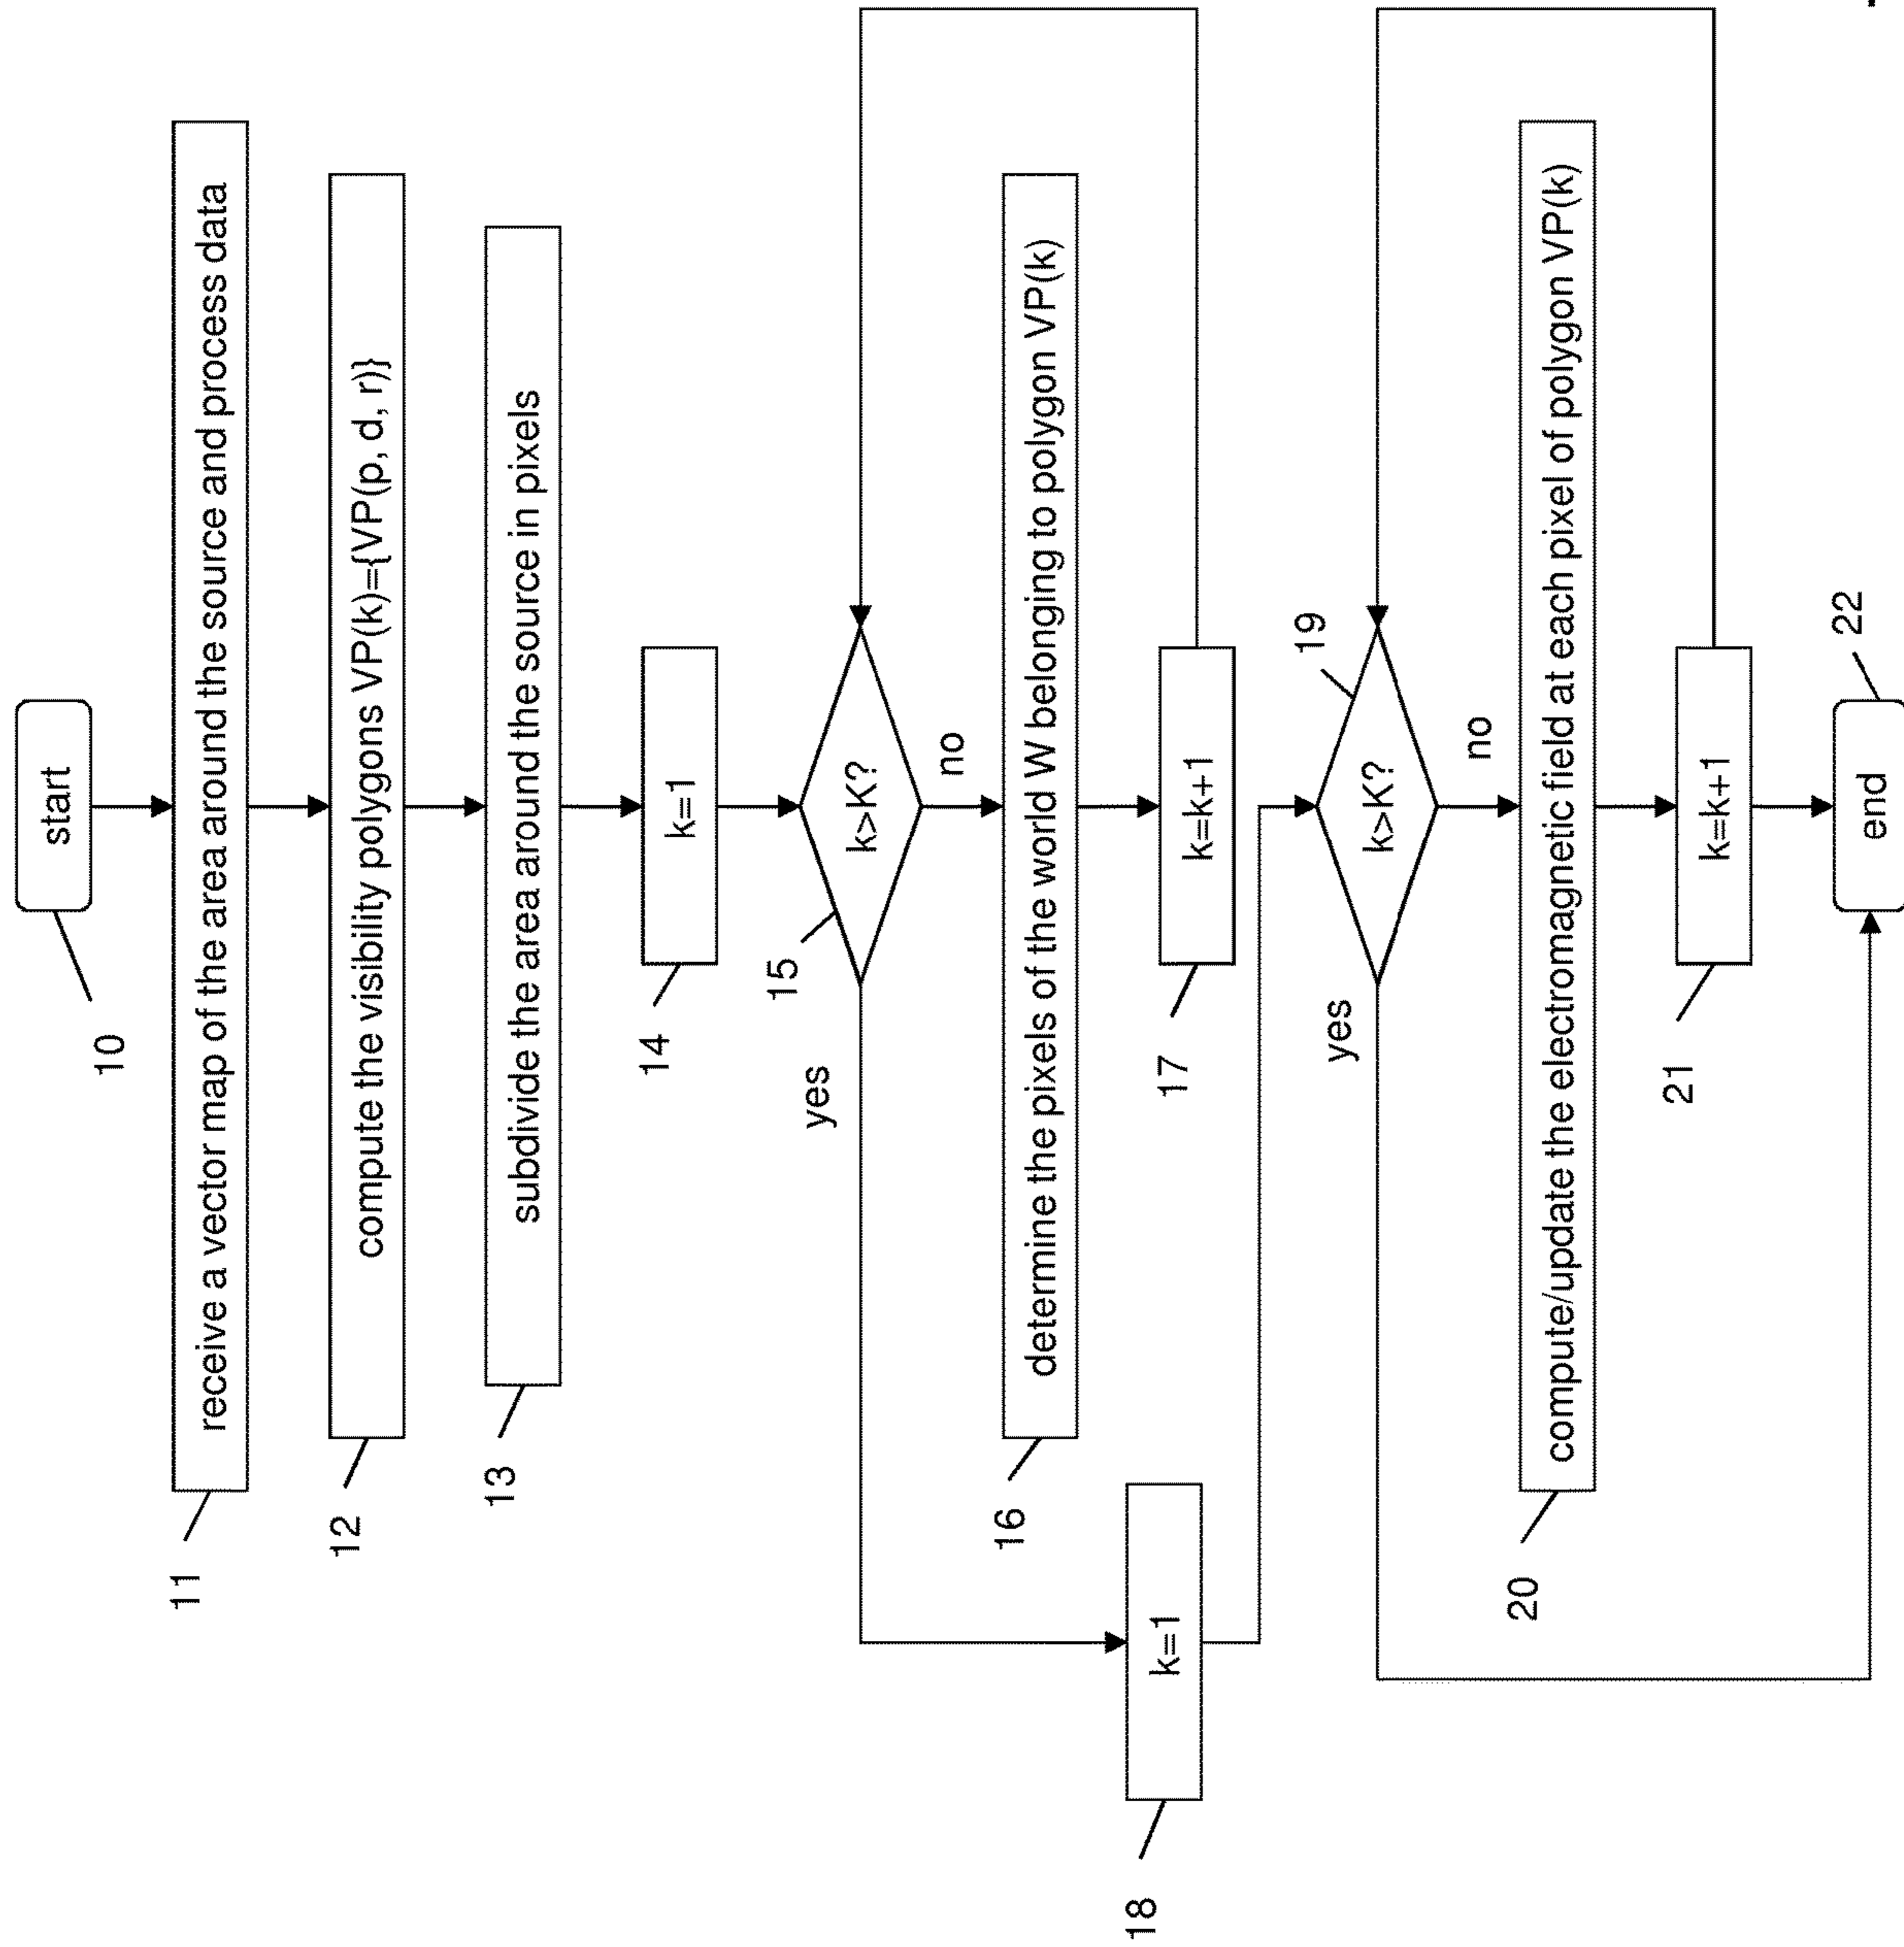 start
10
receive a vector map of the area around the source and process data
11
compute the visibility polygons VP(k)={VP(p, d, r)}
12
subdivide the area around the source in pixels
13
k=1
14
k>K?
15
yes
no
determine the pixels of the world W belonging to polygon VP(k)
16
k=k+1
17
k=1
18
k>K?
19
yes
no
compute/update the electromagnetic field at each pixel of polygon VP(k)
20
k=k+1
21
end
22